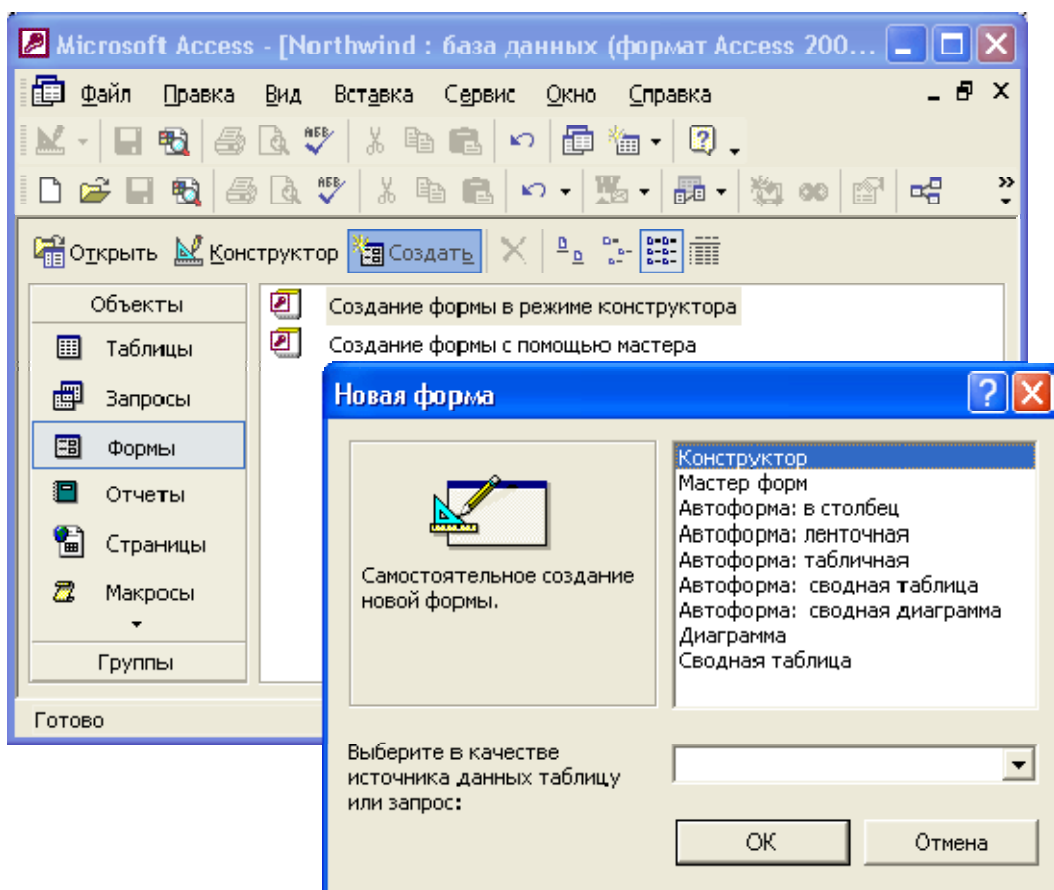 Microsoft Access - [Northwind : база данных (формат Access 200...
Файл Правка Вид Вставка Сервис Окно Справка
Открыть Конструктор Создать
Объекты
Таблицы
Запросы
Формы
Отчеты
Страницы
Макросы
Группы
Создание формы в режиме конструктора
Создание формы с помощью мастера
Готово
Новая форма
Самостоятельное создание
новой формы.
Конструктор
Мастер форм
Автоформа: в столбец
Автоформа: ленточная
Автоформа: табличная
Автоформа: сводная таблица
Автоформа: сводная диаграмма
Диаграмма
Сводная таблица
Выберите в качестве
источника данных таблицу
или запрос:
ОК
Отмена